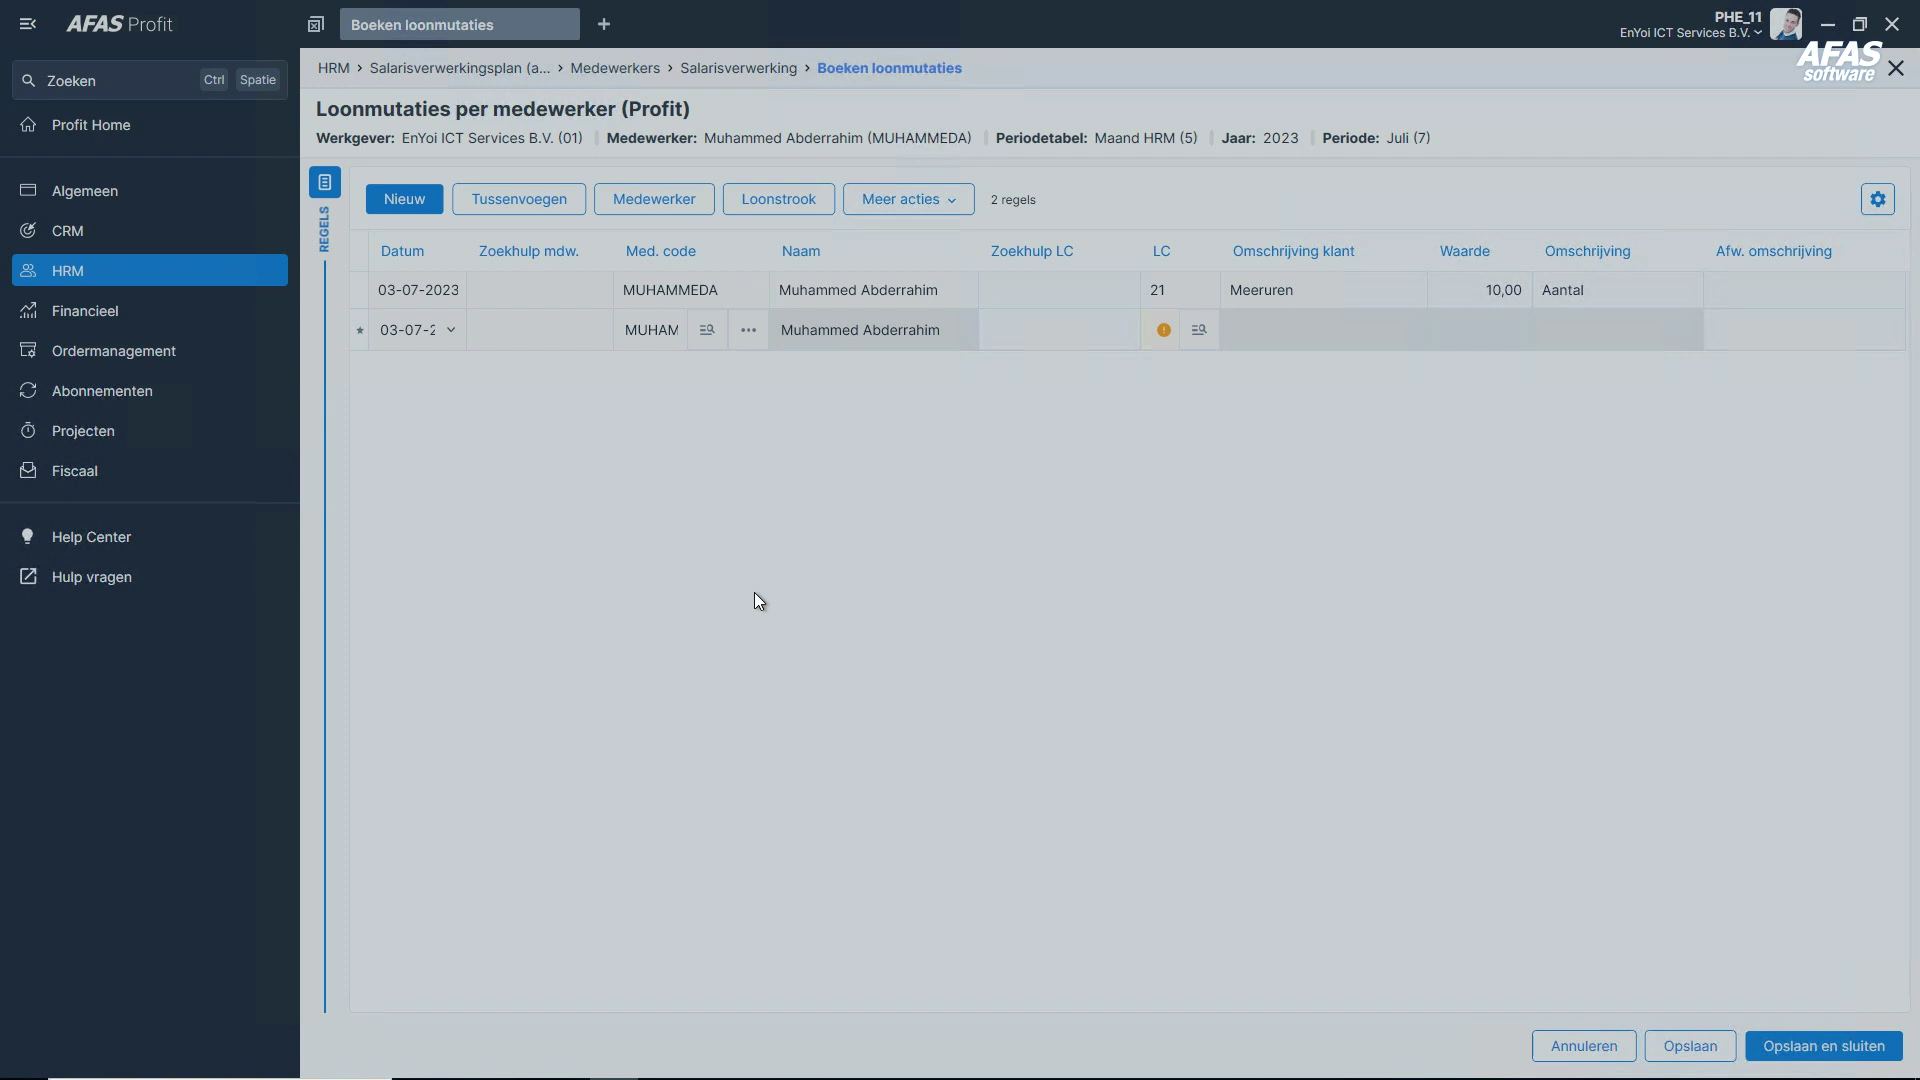 AFAS Profit
Boeken loonmutaties
PHE_11
EnYoi ICT Services B.V.
AFAS
software
Zoeken Ctrl Spatie
HRM > Salarisverwerkingsplan (a... > Medewerkers > Salarisverwerking > Boeken loonmutaties
Loonmutaties per medewerker (Profit)
Werkgever: EnYoi ICT Services B.V. (01) Medewerker: Muhammed Abderrahim (MUHAMMEDA) Periodetabel: Maand HRM (5) Jaar: 2023 Periode: Juli (7)
Profit Home
Algemeen
CRM
HRM
Financieel
Ordermanagement
Abonnementen
Projecten
Fiscaal
Help Center
Hulp vragen
REGELS
Nieuw Tussenvoegen Medewerker Loonstrook Meer acties 2 regels
Datum Zoekhulp mdw. Med. code Naam Zoekhulp LC LC Omschrijving klant Waarde Omschrijving Afw. omschrijving
03-07-2023 MUHAMMEDA Muhammed Abderrahim 21 Meeruren 10,00 Aantal
03-07-2 MUHAM Muhammed Abderrahim
Annuleren Opslaan Opslaan en sluiten